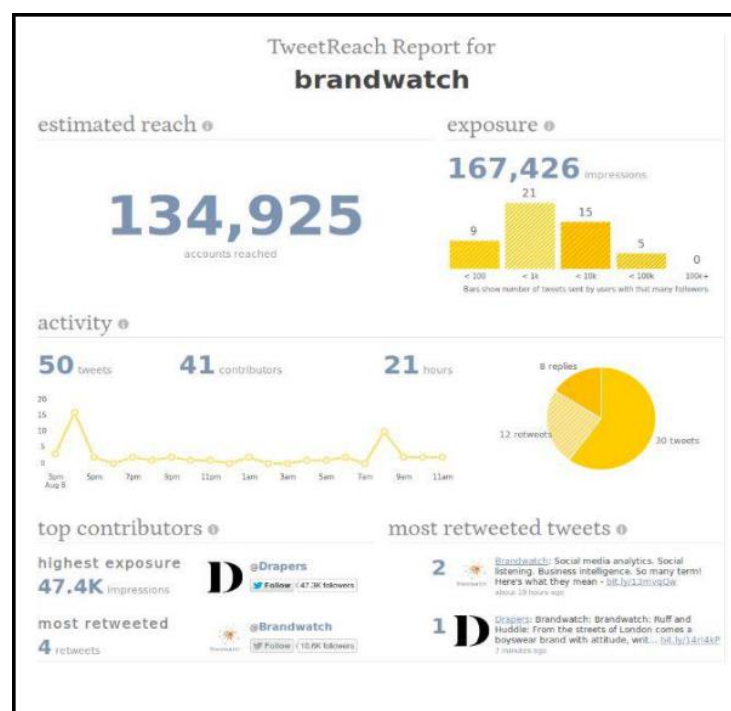 TweetReach Report for
brandwatch
estimated reach
134,925
accounts reached
exposure
167,426 impressions
9
21
15
5
0
< 100
< 1k
< 10k
< 100k
100k+
Bars show number of tweets sent by users with that many followers
activity
50 tweets
41 contributors
21 hours
20
15
10
5
0
3pm
Aug 8
5pm
7pm
9pm
11pm
1am
3am
5am
7am
9am
11am
8 replies
12 retweets
30 tweets
top contributors
highest exposure
47.4K impressions
D
@Drapers
Follow 47.3K followers
most retweeted
4 retweets
@Brandwatch
Follow 10.6K followers
most retweeted tweets
2
Brandwatch: Social media analytics. Social
listening. Business intelligence. So many term!
Here's what they mean -
about 19 hours ago
1
D
Drapers: Brandwatch: Brandwatch: Ruff and
Huddle: From the streets of London comes a
boyswear brand with attitude, writ...
7 minutes ago